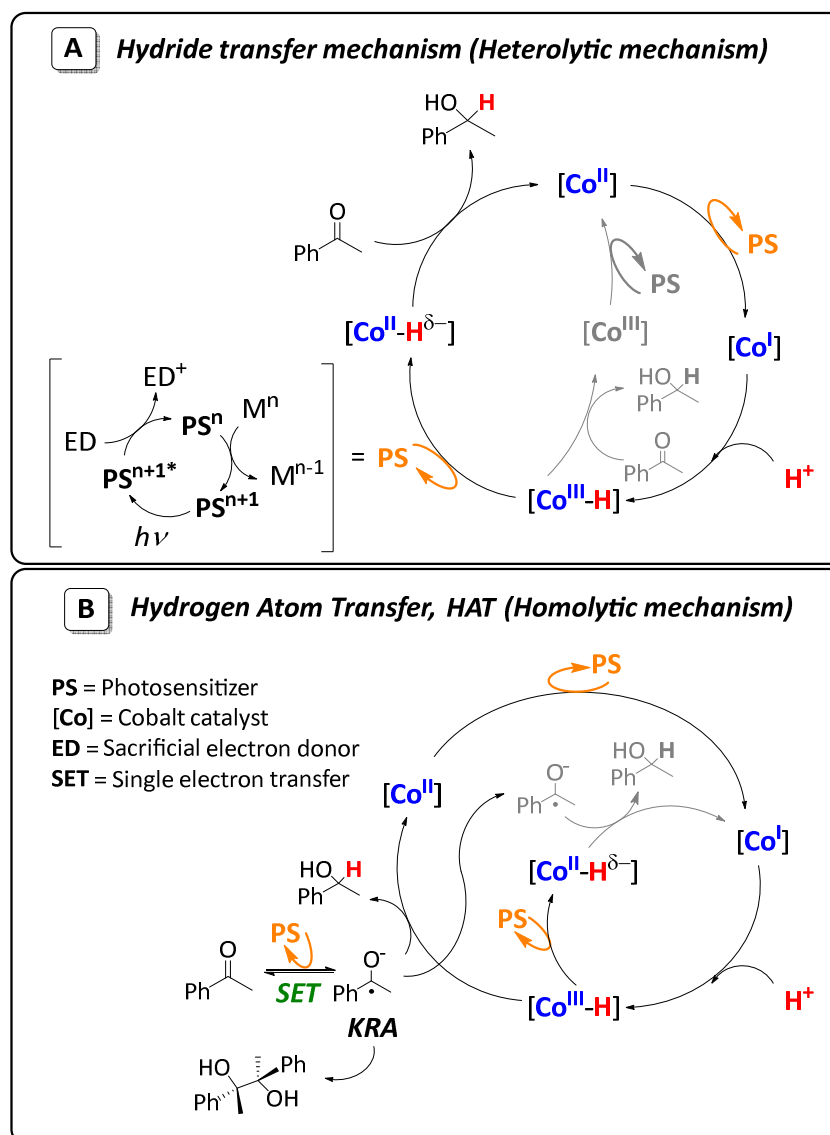 A Hydride transfer mechanism (Heterolytic mechanism)
HO H
Ph
[Coᴵᴵ]
O
Ph
PS
PS
[Coᴵᴵ-Hᵟ⁻]
[Coᴵᴵᴵ]
[Coᴵ]
HO H
Ph
ED⁺
PSⁿ
Mⁿ
ED
O
Ph
= PS
PSⁿ⁺¹*
Mⁿ⁻¹
H⁺
PSⁿ⁺¹
[Coᴵᴵᴵ-H]
hν
B Hydrogen Atom Transfer, HAT (Homolytic mechanism)
PS
PS = Photosensitizer
[Co] = Cobalt catalyst
ED = Sacrificial electron donor
SET = Single electron transfer
HO H
Ph
O⁻
Ph
[Coᴵᴵ]
[Coᴵ]
HO H
Ph
[Coᴵᴵ-Hᵟ⁻]
PS
PS
O
Ph
SET
O⁻
Ph
[Coᴵᴵᴵ-H]
H⁺
KRA
HO
Ph
Ph
OH